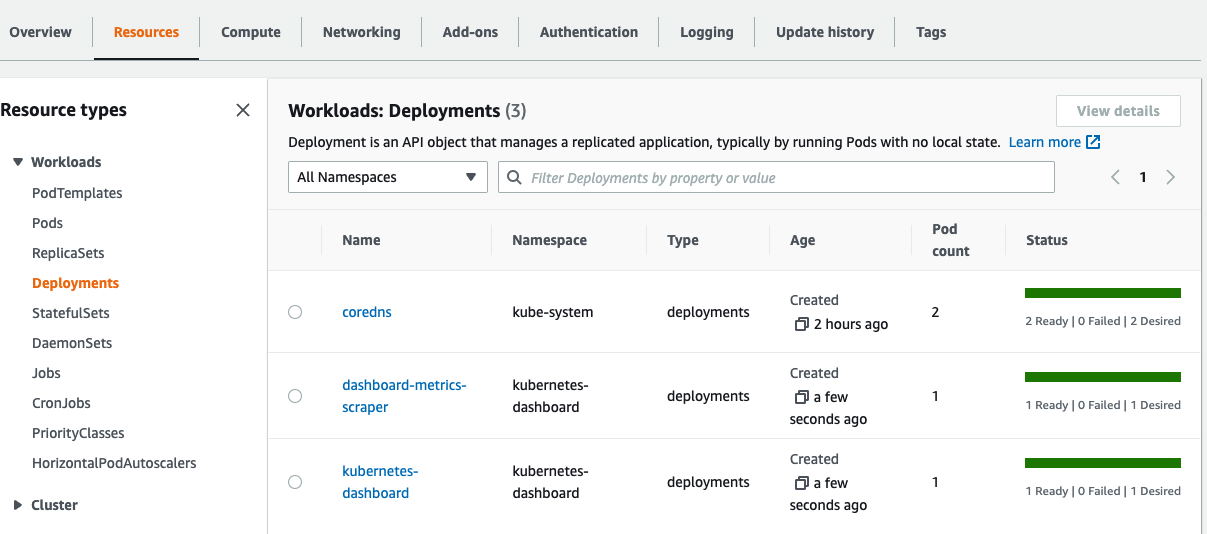 Overview Resources Compute Networking Add-ons Authentication Logging Update history Tags
Resource types
Workloads
PodTemplates
Pods
ReplicaSets
Deployments
StatefulSets
DaemonSets
Jobs
CronJobs
PriorityClasses
HorizontalPodAutoscalers
Cluster
Workloads: Deployments (3)
View details
Deployment is an API object that manages a replicated application, typically by running Pods with no local state. Learn more
All Namespaces
Filter Deployments by property or value
1
Name Namespace Type Age Pod
count Status
coredns kube-system deployments Created
2 hours ago
2
2 Ready | 0 Failed | 2 Desired
dashboard-metrics-
scraper
kubernetes-
dashboard
deployments
Created
a few
seconds ago
1
1 Ready | 0 Failed | 1 Desired
kubernetes-
dashboard
kubernetes-
dashboard
deployments
Created
a few
seconds ago
1
1 Ready | 0 Failed | 1 Desired